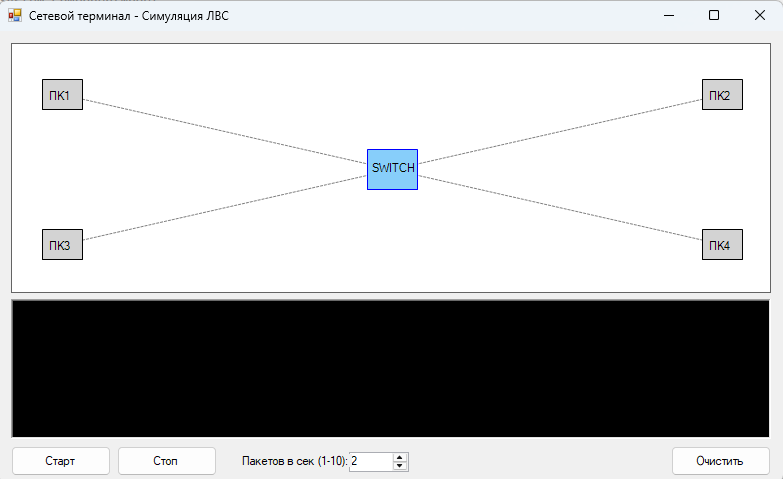 Сетевой терминал - Симуляция ЛВС
ПК1
ПК2
SWITCH
ПК3
ПК4
Старт
Стоп
Пакетов в сек (1-10): 2
Очистить